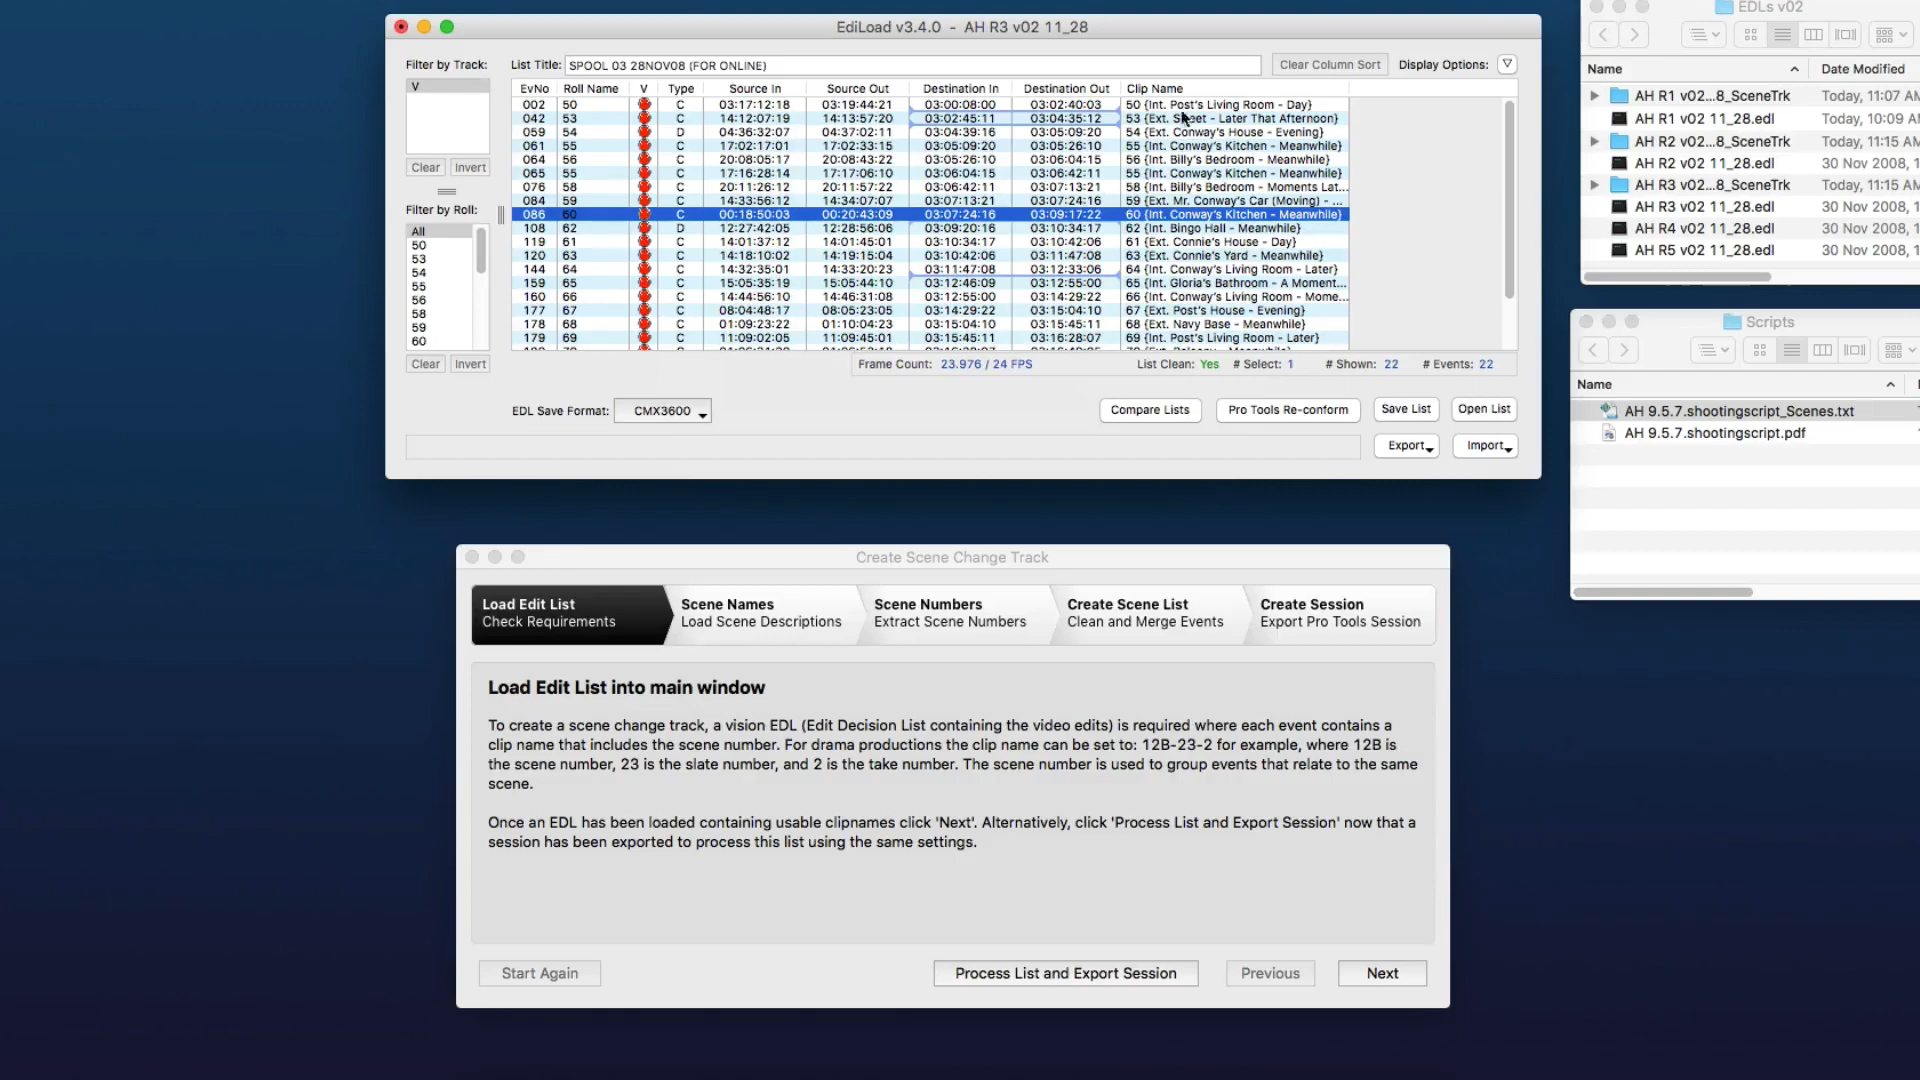 EdiLoad v3.4.0 - AH R3 v02 11_28
Filter by Track:
V
Clear Invert
Filter by Roll:
All
50
53
54
55
56
58
59
60
Clear Invert
List Title: SPOOL 03 28NOV08 (FOR ONLINE) Clear Column Sort Display Options:
EvNo Roll Name V Type Source In Source Out Destination In Destination Out Clip Name
002 50 C 03:17:12:18 03:19:44:21 03:00:08:00 03:02:40:03 50 {Int. Post's Living Room - Day}
042 53 C 14:12:07:19 14:13:57:20 03:02:45:11 03:04:35:12 53 {Ext. Street - Later That Afternoon}
059 54 D 04:36:32:07 04:37:02:11 03:04:39:16 03:05:09:20 54 {Ext. Conway's House - Evening}
061 55 C 17:02:17:01 17:02:33:15 03:05:09:20 03:05:26:10 55 {Int. Conway's Kitchen - Meanwhile}
064 56 C 20:08:05:17 20:08:43:22 03:05:26:10 03:06:04:15 56 {Int. Billy's Bedroom - Meanwhile}
065 55 C 17:16:28:14 17:17:06:10 03:06:04:15 03:06:42:11 55 {Int. Conway's Kitchen - Meanwhile}
076 58 C 20:11:26:12 20:11:57:22 03:06:42:11 03:07:13:21 58 {Int. Billy's Bedroom - Moments Lat...
084 59 C 14:33:56:12 14:34:07:07 03:07:13:21 03:07:24:16 59 {Ext. Mr. Conway's Car (Moving) - ...
086 60 C 00:18:50:03 00:20:43:09 03:07:24:16 03:09:17:22 60 {Int. Conway's Kitchen - Meanwhile}
108 62 D 12:27:42:05 12:28:56:06 03:09:20:16 03:10:34:17 62 {Int. Bingo Hall - Meanwhile}
119 61 C 14:01:37:12 14:01:45:01 03:10:34:17 03:10:42:06 61 {Ext. Connie's House - Day}
120 63 C 14:18:10:02 14:19:15:04 03:10:42:06 03:11:47:08 63 {Ext. Connie's Yard - Meanwhile}
144 64 C 14:32:35:01 14:33:20:23 03:11:47:08 03:12:33:06 64 {Int. Conway's Living Room - Later}
159 65 C 15:05:35:19 15:05:44:10 03:12:46:09 03:12:55:00 65 {Int. Gloria's Bathroom - A Moment...
160 66 C 14:44:56:10 14:46:31:08 03:12:55:00 03:14:29:22 66 {Int. Conway's Living Room - Mome...
177 67 C 08:04:48:17 08:05:23:05 03:14:29:22 03:15:04:10 67 {Ext. Post's House - Evening}
178 68 C 01:09:23:22 01:10:04:23 03:15:04:10 03:15:45:11 68 {Ext. Navy Base - Meanwhile}
179 69 C 11:09:02:05 11:09:45:01 03:15:45:11 03:16:28:07 69 {Int. Post's Living Room - Later}
Frame Count: 23.976 / 24 FPS List Clean: Yes # Select: 1 # Shown: 22 # Events: 22
EDL Save Format: CMX3600 Compare Lists Pro Tools Re-conform Save List Open List
Export Import
Create Scene Change Track
Load Edit List
Check Requirements
Scene Names
Load Scene Descriptions
Scene Numbers
Extract Scene Numbers
Create Scene List
Clean and Merge Events
Create Session
Export Pro Tools Session
Load Edit List into main window
To create a scene change track, a vision EDL (Edit Decision List containing the video edits) is required where each event contains a
clip name that includes the scene number. For drama productions the clip name can be set to: 12B-23-2 for example, where 12B is
the scene number, 23 is the slate number, and 2 is the take number. The scene number is used to group events that relate to the same
scene.
Once an EDL has been loaded containing usable clipnames click 'Next'. Alternatively, click 'Process List and Export Session' now that a
session has been exported to process this list using the same settings.
Start Again Process List and Export Session Previous Next
EDLs v02
Name Date Modified
AH R1 v02...8_SceneTrk Today, 11:07 AM
AH R1 v02 11_28.edl Today, 10:09 AM
AH R2 v02...8_SceneTrk Today, 11:15 AM
AH R2 v02 11_28.edl 30 Nov 2008, 1
AH R3 v02...8_SceneTrk Today, 11:15 AM
AH R3 v02 11_28.edl 30 Nov 2008, 1
AH R4 v02 11_28.edl 30 Nov 2008, 1
AH R5 v02 11_28.edl 30 Nov 2008, 1
Scripts
Name
AH 9.5.7.shootingscript_Scenes.txt
AH 9.5.7.shootingscript.pdf